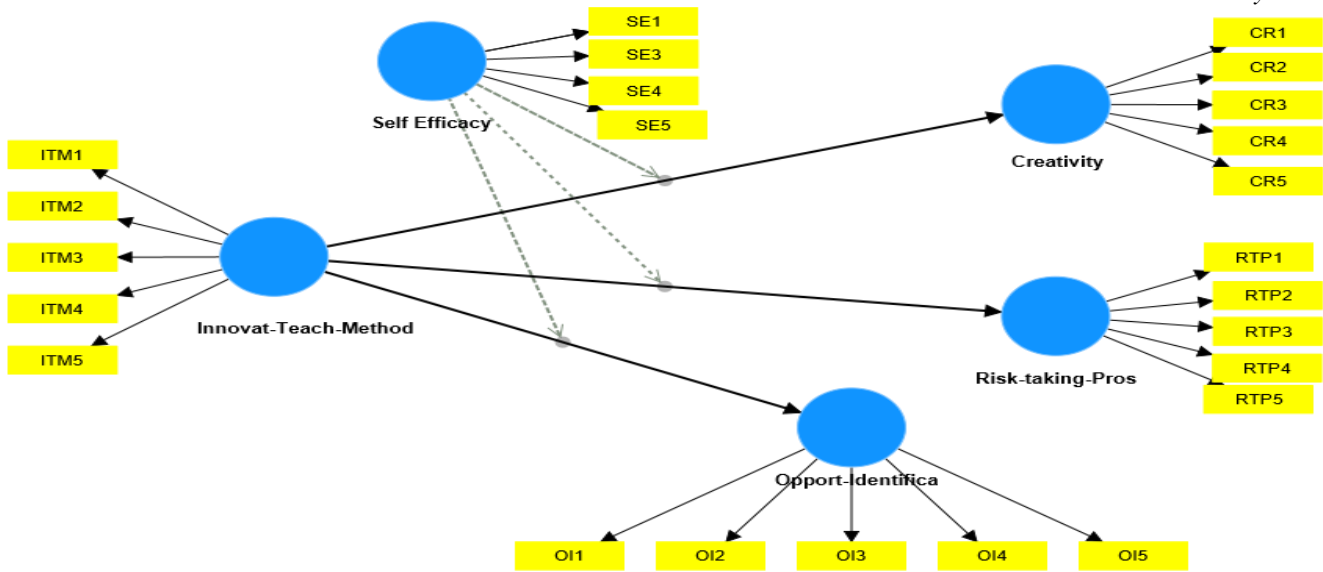 SE1
SE3
SE4
SE5
Self Efficacy
CR1
CR2
CR3
CR4
CR5
Creativity
ITM1
ITM2
ITM3
ITM4
ITM5
Innovat-Teach-Method
RTP1
RTP2
RTP3
RTP4
RTP5
Risk-taking-Pros
Opport-Identifica
OI1
OI2
OI3
OI4
OI5